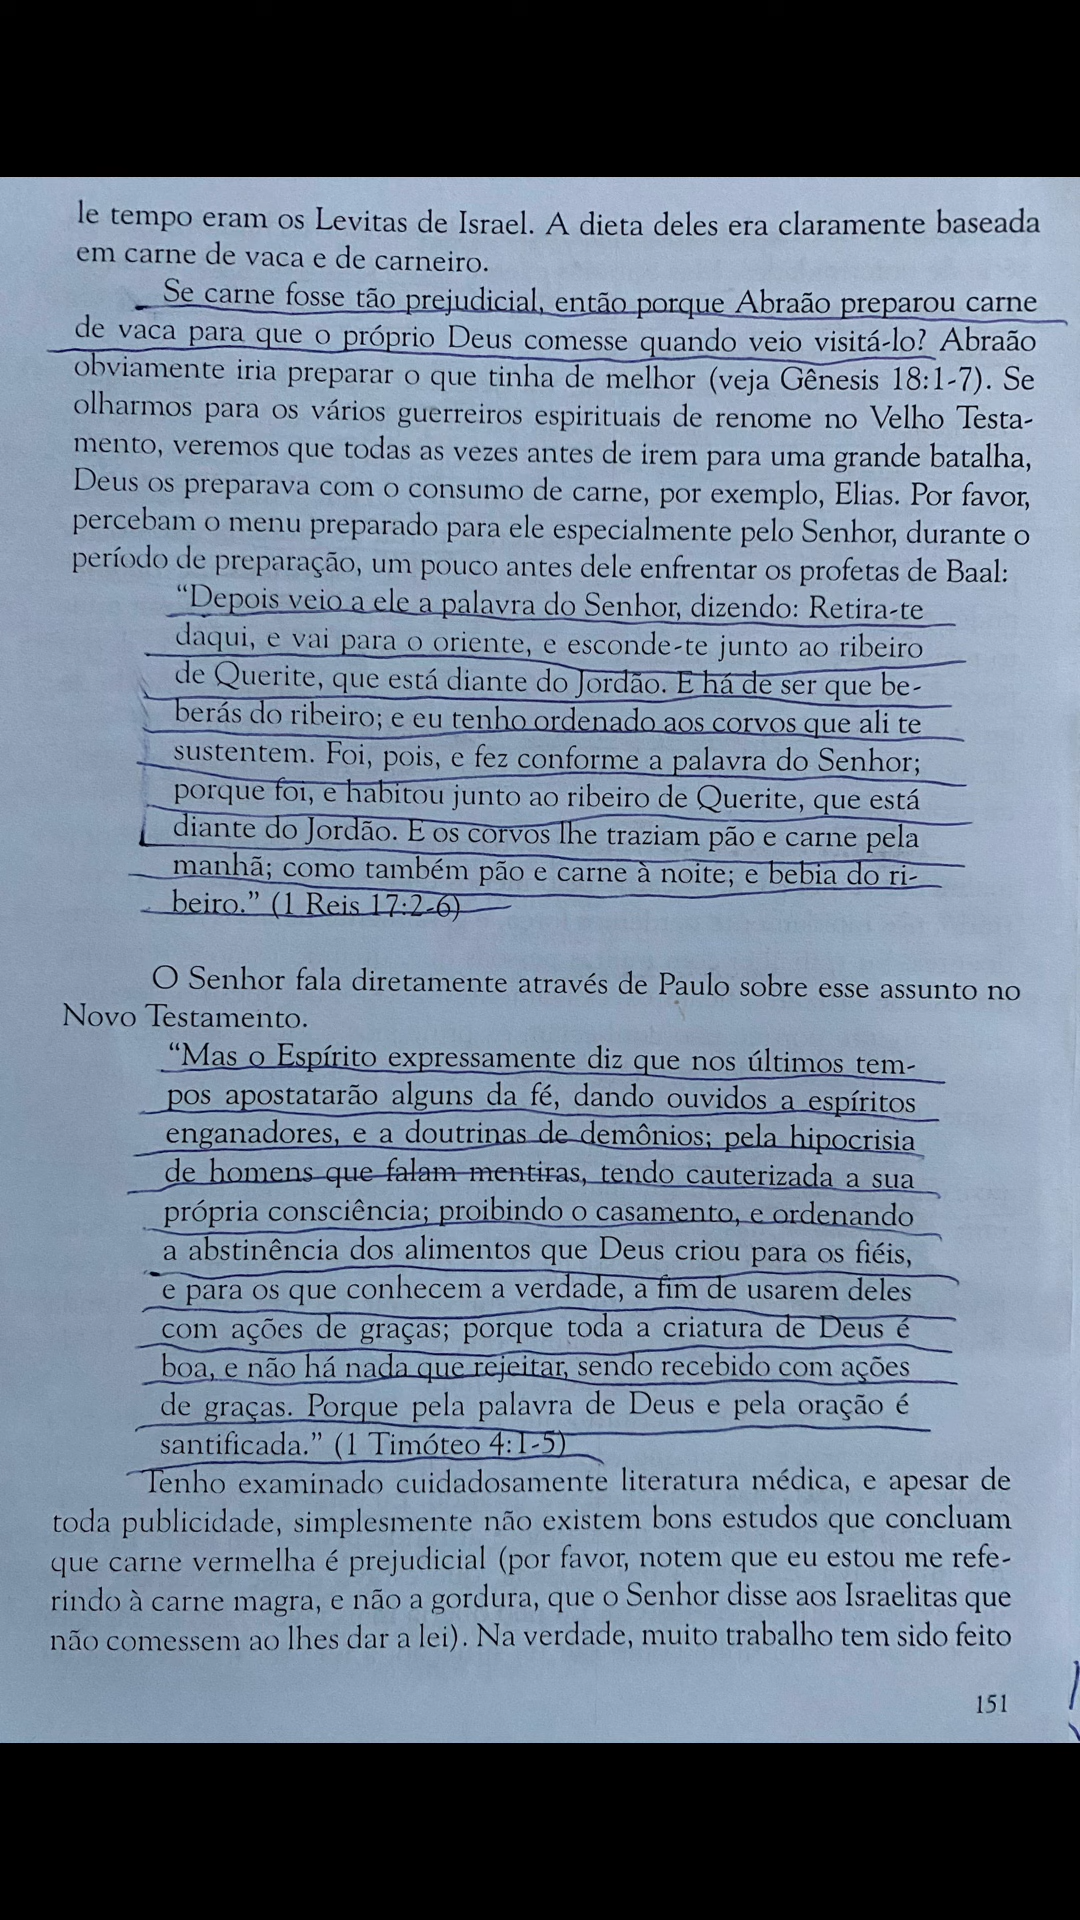 le tempo eram os Levitas de Israel. A dieta deles era claramente baseada
em carne de vaca e de carneiro.
Se carne fosse tão prejudicial, então porque Abraão preparou carne
de vaca para que o próprio Deus comesse quando veio visitá-lo? Abraão
obviamente iria preparar o que tinha de melhor (veja Gênesis 18:1-7). Se
olharmos para os vários guerreiros espirituais de renome no Velho Testa-
mento, veremos que todas as vezes antes de irem para uma grande batalha,
Deus os preparava com o consumo de carne, por exemplo, Elias. Por favor,
percebam o menu preparado para ele especialmente pelo Senhor, durante o
período de preparação, um pouco antes dele enfrentar os profetas de Baal:
“Depois veio a ele a palavra do Senhor, dizendo: Retira-te
daqui, e vai para o oriente, e esconde-te junto ao ribeiro
de Querite, que está diante do Jordão. E há de ser que be-
berás do ribeiro; e eu tenho ordenado aos corvos que ali te
sustentem. Foi, pois, e fez conforme a palavra do Senhor;
porque foi, e habitou junto ao ribeiro de Querite, que está
diante do Jordão. E os corvos lhe traziam pão e carne pela
manhã; como também pão e carne à noite; e bebia do ri-
beiro.” (1 Reis 17:2-6)
O Senhor fala diretamente através de Paulo sobre esse assunto no
Novo Testamento.
“Mas o Espírito expressamente diz que nos últimos tem-
pos apostatarão alguns da fé, dando ouvidos a espíritos
enganadores, e a doutrinas de demônios; pela hipocrisia
de homens que falam mentiras, tendo cauterizada a sua
própria consciência; proibindo o casamento, e ordenando
a abstinência dos alimentos que Deus criou para os fiéis,
e para os que conhecem a verdade, a fim de usarem deles
com ações de graças; porque toda a criatura de Deus é
boa, e não há nada que rejeitar, sendo recebido com ações
de graças. Porque pela palavra de Deus e pela oração é
santificada.” (1 Timóteo 4:1-5)
Tenho examinado cuidadosamente literatura médica, e apesar de
toda publicidade, simplesmente não existem bons estudos que concluam
que carne vermelha é prejudicial (por favor, notem que eu estou me refe-
rindo à carne magra, e não a gordura, que o Senhor disse aos Israelitas que
não comessem ao lhes dar a lei). Na verdade, muito trabalho tem sido feito
151